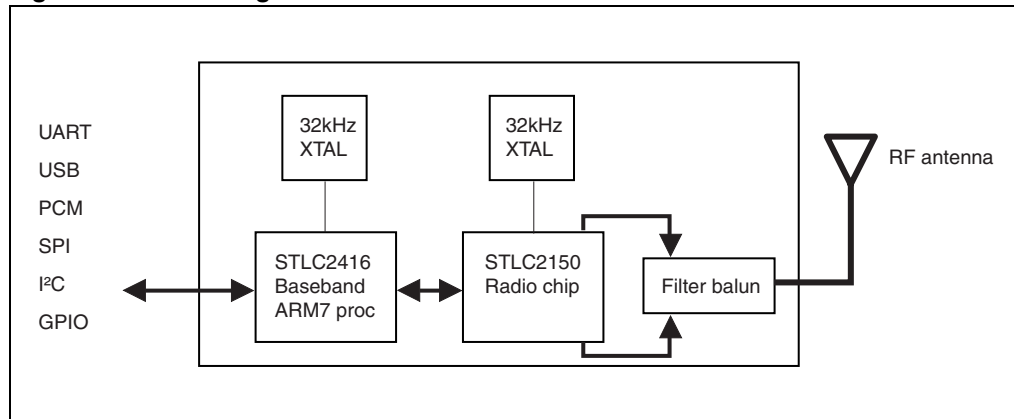 UART
USB
PCM
SPI
I²C
GPIO
32kHz
XTAL
32kHz
XTAL
STLC2416
Baseband
ARM7 proc
STLC2150
Radio chip
Filter balun
RF antenna